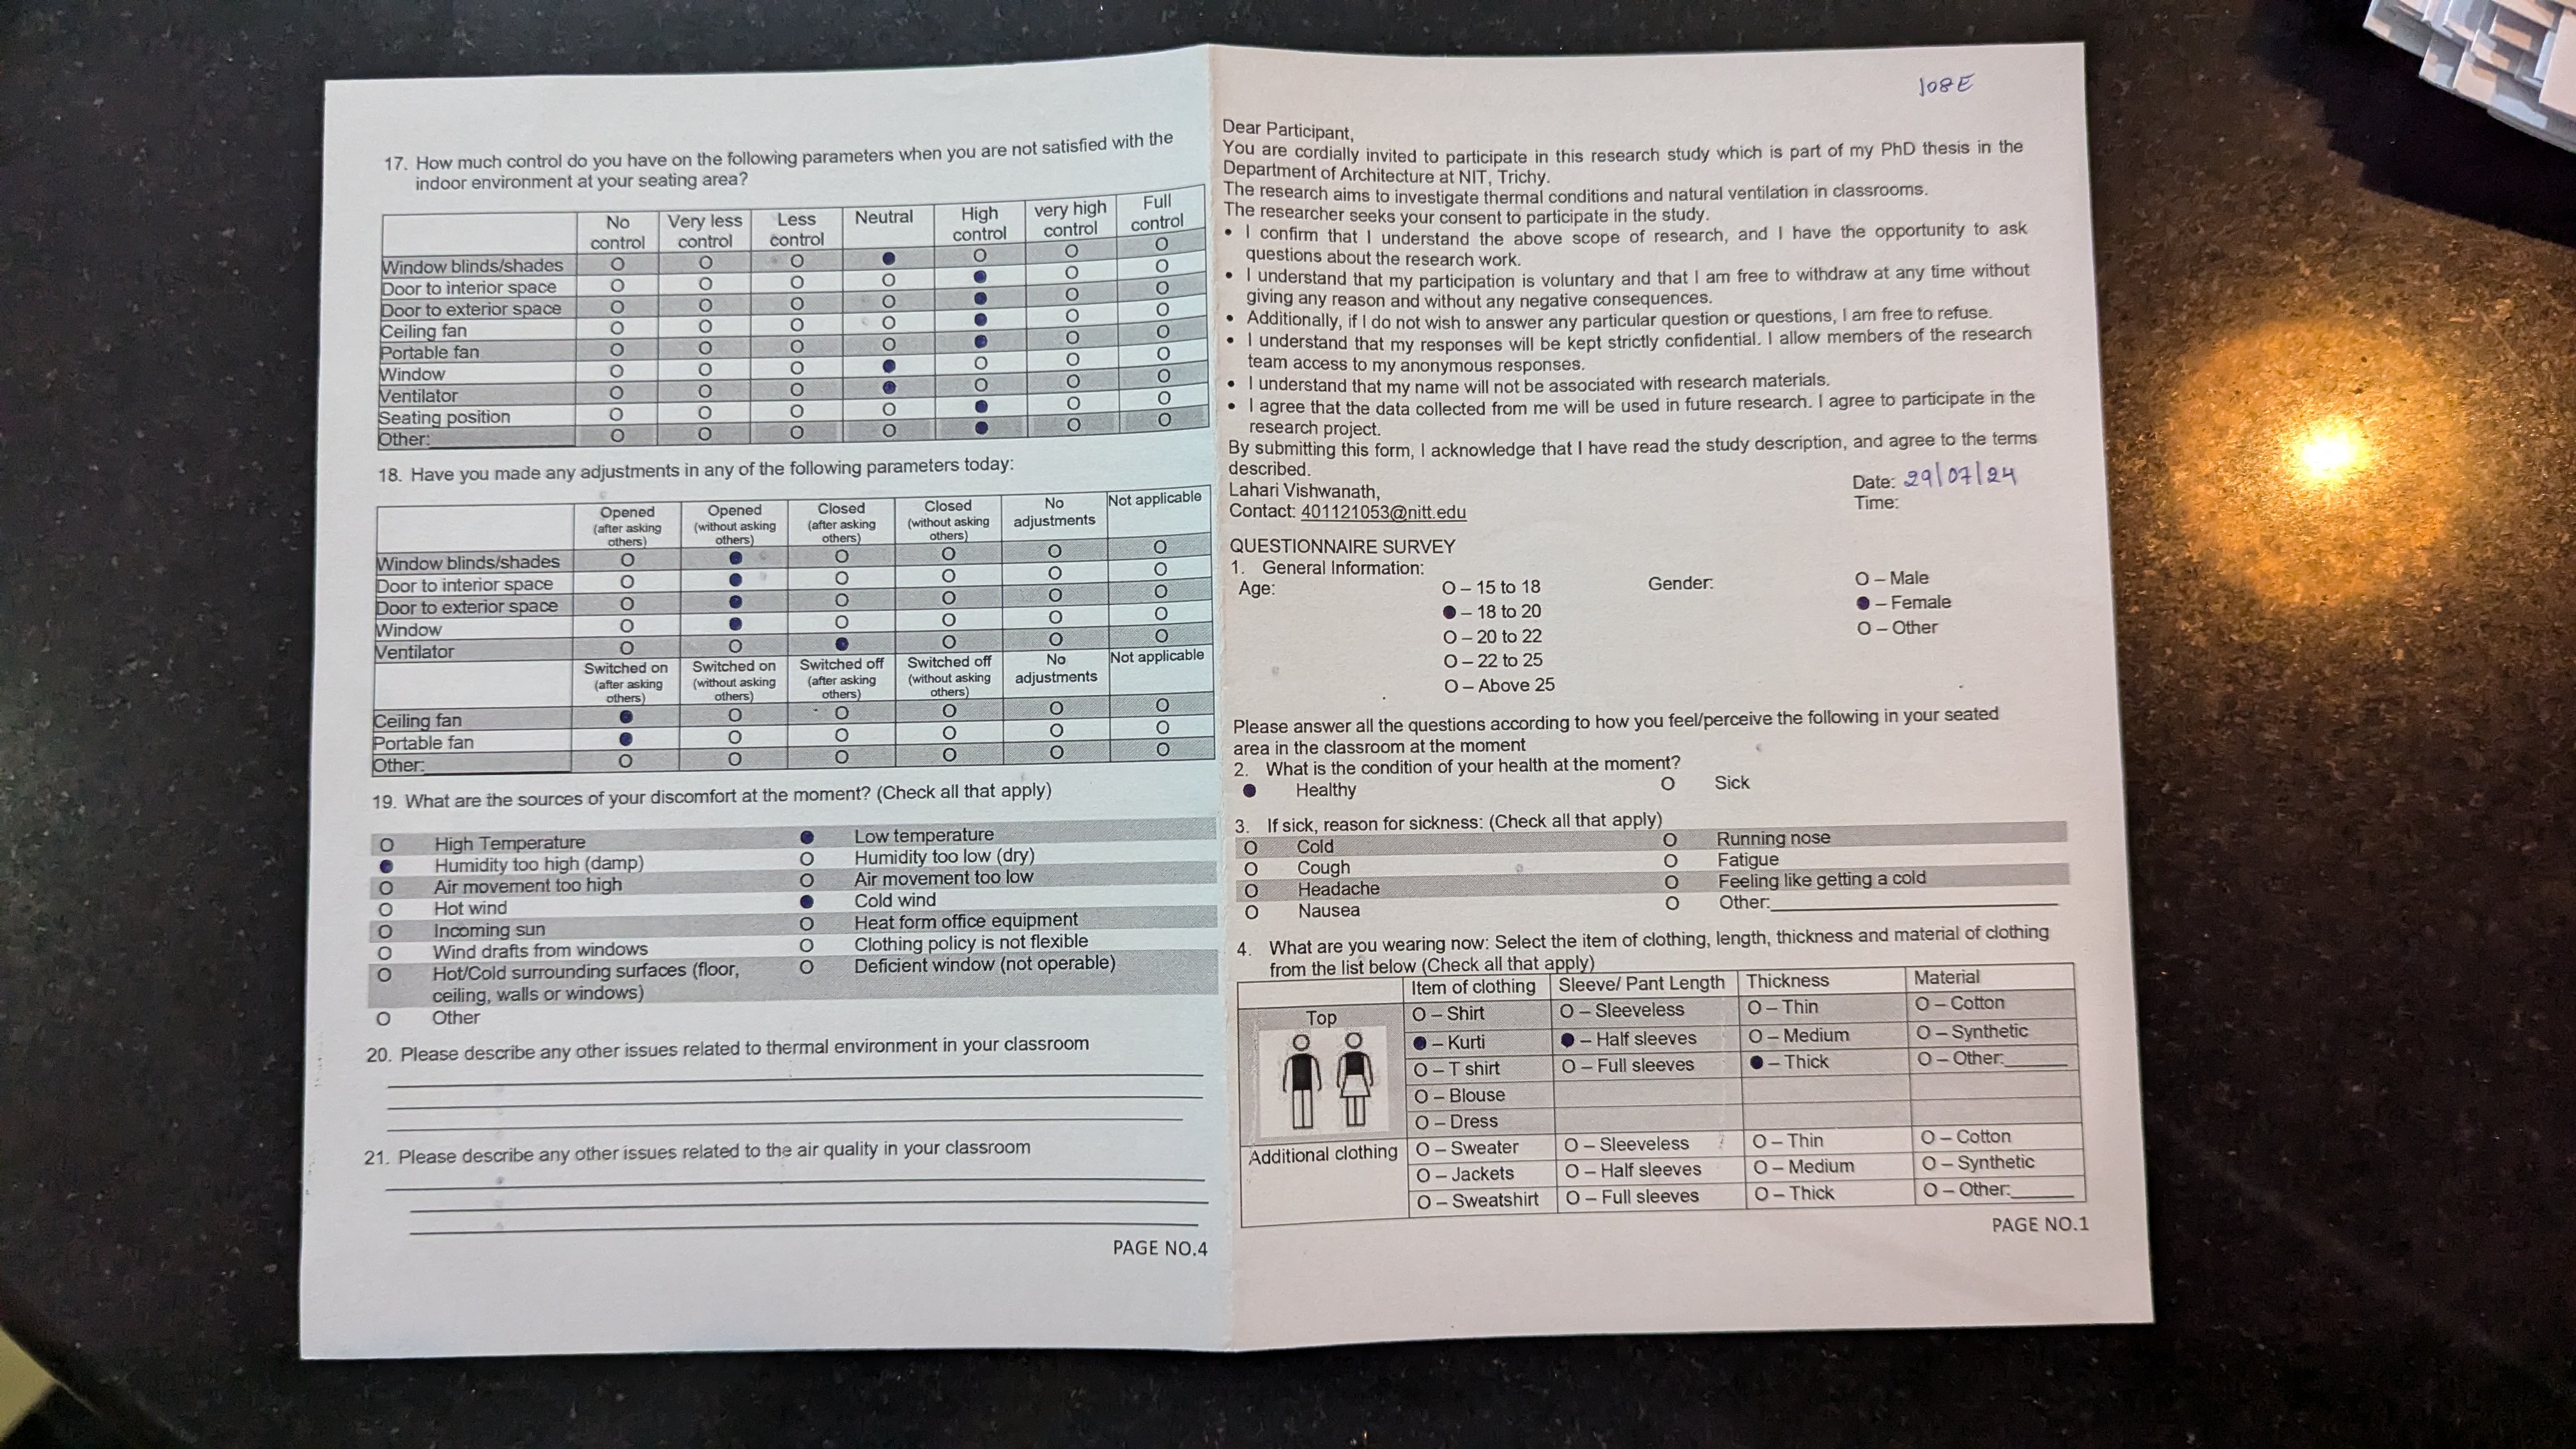 17. How much control do you have on the following parameters when you are not satisfied with the
indoor environment at your seating area?
No control Very less control Less control Neutral High control very high control Full control
Window blinds/shades O O O ● O O O
Door to interior space O O O O ● O O
Door to exterior space O O O O ● O O
Ceiling fan O O O O ● O O
Portable fan O O O O ● O O
Window O O O ● O O O
Ventilator O O O ● O O O
Seating position O O O O ● O O
Other: O O O O ● O O
18. Have you made any adjustments in any of the following parameters today:
Opened (after asking others) Opened (without asking others) Closed (after asking others) Closed (without asking others) No adjustments Not applicable
Window blinds/shades O ● O O O O
Door to interior space O ● O O O O
Door to exterior space O ● O O O O
Window O ● O O O O
Ventilator O O ● O O O
Switched on (after asking others) Switched on (without asking others) Switched off (after asking others) Switched off (without asking others) No adjustments Not applicable
Ceiling fan ● O O O O O
Portable fan ● O O O O O
Other: O O O O O O
19. What are the sources of your discomfort at the moment? (Check all that apply)
O High Temperature ● Low temperature
● Humidity too high (damp) O Humidity too low (dry)
O Air movement too high O Air movement too low
O Hot wind ● Cold wind
O Incoming sun O Heat form office equipment
O Wind drafts from windows O Clothing policy is not flexible
O Hot/Cold surrounding surfaces (floor, O Deficient window (not operable)
ceiling, walls or windows)
O Other
20. Please describe any other issues related to thermal environment in your classroom
21. Please describe any other issues related to the air quality in your classroom
PAGE NO.4
108E
Dear Participant,
You are cordially invited to participate in this research study which is part of my PhD thesis in the
Department of Architecture at NIT, Trichy.
The research aims to investigate thermal conditions and natural ventilation in classrooms.
The researcher seeks your consent to participate in the study.
• I confirm that I understand the above scope of research, and I have the opportunity to ask
questions about the research work.
• I understand that my participation is voluntary and that I am free to withdraw at any time without
giving any reason and without any negative consequences.
• Additionally, if I do not wish to answer any particular question or questions, I am free to refuse.
• I understand that my responses will be kept strictly confidential. I allow members of the research
team access to my anonymous responses.
• I understand that my name will not be associated with research materials.
• I agree that the data collected from me will be used in future research. I agree to participate in the
research project.
By submitting this form, I acknowledge that I have read the study description, and agree to the terms
described.
Lahari Vishwanath, Date: 29/07/24
Contact: 401121053@nitt.edu Time:
QUESTIONNAIRE SURVEY
1. General Information:
Age: O – 15 to 18 Gender: O – Male
● – 18 to 20 ● – Female
O – 20 to 22 O – Other
O – 22 to 25
O – Above 25
Please answer all the questions according to how you feel/perceive the following in your seated
area in the classroom at the moment
2. What is the condition of your health at the moment?
● Healthy O Sick
3. If sick, reason for sickness: (Check all that apply)
O Cold O Running nose
O Cough O Fatigue
O Headache O Feeling like getting a cold
O Nausea O Other:
4. What are you wearing now: Select the item of clothing, length, thickness and material of clothing
from the list below (Check all that apply)
Item of clothing Sleeve/ Pant Length Thickness Material
Top O – Shirt O – Sleeveless O – Thin O – Cotton
● – Kurti ● – Half sleeves O – Medium O – Synthetic
O – T shirt O – Full sleeves ● – Thick O – Other:
O – Blouse
O – Dress
Additional clothing O – Sweater O – Sleeveless O – Thin O – Cotton
O – Jackets O – Half sleeves O – Medium O – Synthetic
O – Sweatshirt O – Full sleeves O – Thick O – Other:
PAGE NO.1